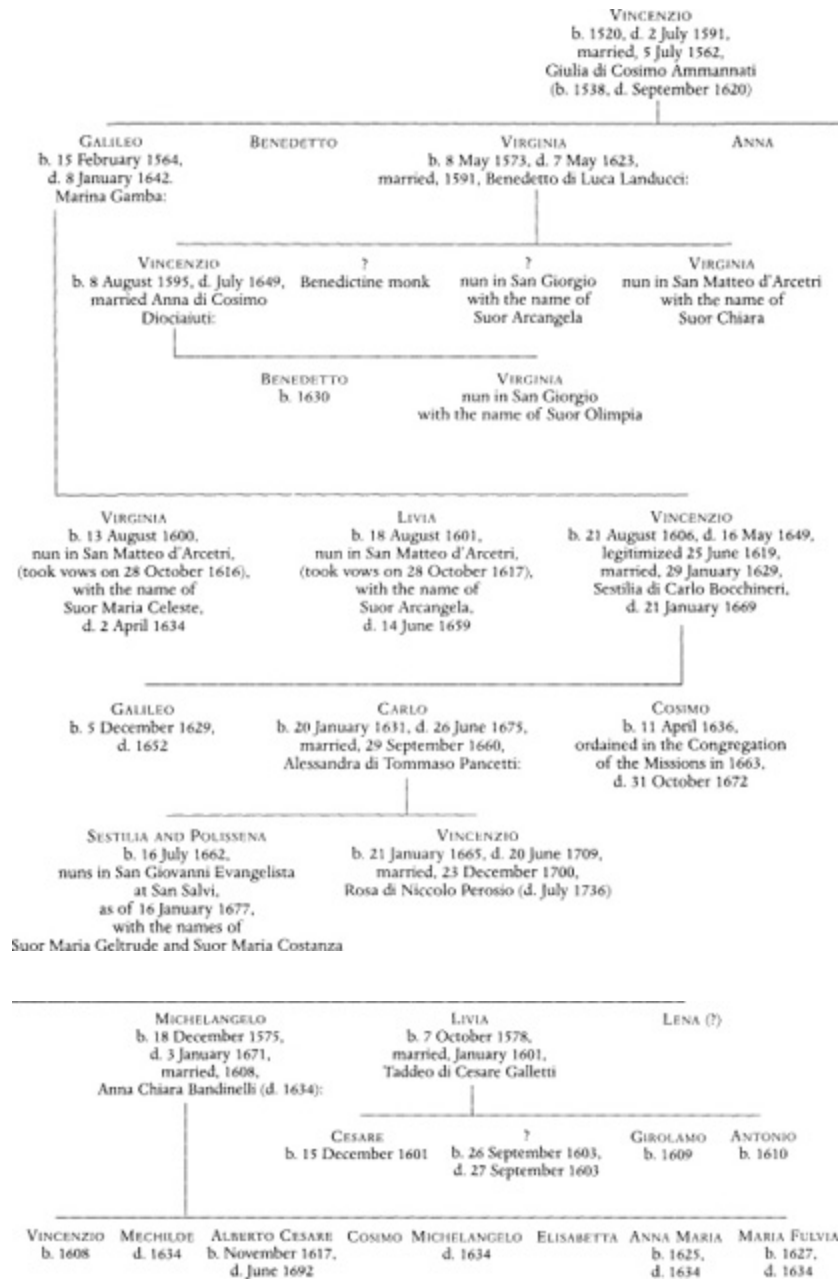 VINCENZIO
b. 1520, d. 2 July 1591,
married, 5 July 1562,
Giulia di Cosimo Ammannati
(b. 1538, d. September 1620)
GALILEO
b. 15 February 1564,
d. 8 January 1642.
Marina Gamba:
BENEDETTO
VIRGINIA
b. 8 May 1573, d. 7 May 1623,
married, 1591, Benedetto di Luca Landucci:
ANNA
VINCENZIO
b. 8 August 1595, d. July 1649,
married Anna di Cosimo
Diociaiuti:
?
Benedictine monk
?
nun in San Giorgio
with the name of
Suor Arcangela
VIRGINIA
nun in San Matteo d'Arcetri
with the name of
Suor Chiara
BENEDETTO
b. 1630
VIRGINIA
nun in San Giorgio
with the name of Suor Olimpia
VIRGINIA
b. 13 August 1600,
nun in San Matteo d'Arcetri,
(took vows on 28 October 1616),
with the name of
Suor Maria Celeste,
d. 2 April 1634
LIVIA
b. 18 August 1601,
nun in San Matteo d'Arcetri,
(took vows on 28 October 1617),
with the name of
Suor Arcangela,
d. 14 June 1659
VINCENZIO
b. 21 August 1606, d. 16 May 1649,
legitimized 25 June 1619,
married, 29 January 1629,
Sestilia di Carlo Bocchineri,
d. 21 January 1669
GALILEO
b. 5 December 1629,
d. 1652
CARLO
b. 20 January 1631, d. 26 June 1675,
married, 29 September 1660,
Alessandra di Tommaso Pancetti:
COSIMO
b. 11 April 1636,
ordained in the Congregation
of the Missions in 1663,
d. 31 October 1672
SESTILIA AND POLISSENA
b. 16 July 1662,
nuns in San Giovanni Evangelista
at San Salvi,
as of 16 January 1677,
with the names of
Suor Maria Geltrude and Suor Maria Costanza
VINCENZIO
b. 21 January 1665, d. 20 June 1709,
married, 23 December 1700,
Rosa di Niccolo Perosio (d. July 1736)
MICHELANGELO
b. 18 December 1575,
d. 3 January 1671,
married, 1608,
Anna Chiara Bandinelli (d. 1634):
LIVIA
b. 7 October 1578,
married, January 1601,
Taddeo di Cesare Galletti
LENA (?)
CESARE
b. 15 December 1601
?
b. 26 September 1603,
d. 27 September 1603
GIROLAMO
b. 1609
ANTONIO
b. 1610
VINCENZIO
b. 1608
MECHILDE
d. 1634
ALBERTO CESARE
b. November 1617,
d. June 1692
COSIMO
MICHELANGELO
d. 1634
ELISABETTA
ANNA MARIA
b. 1625,
d. 1634
MARIA FULVIA
b. 1627,
d. 1634